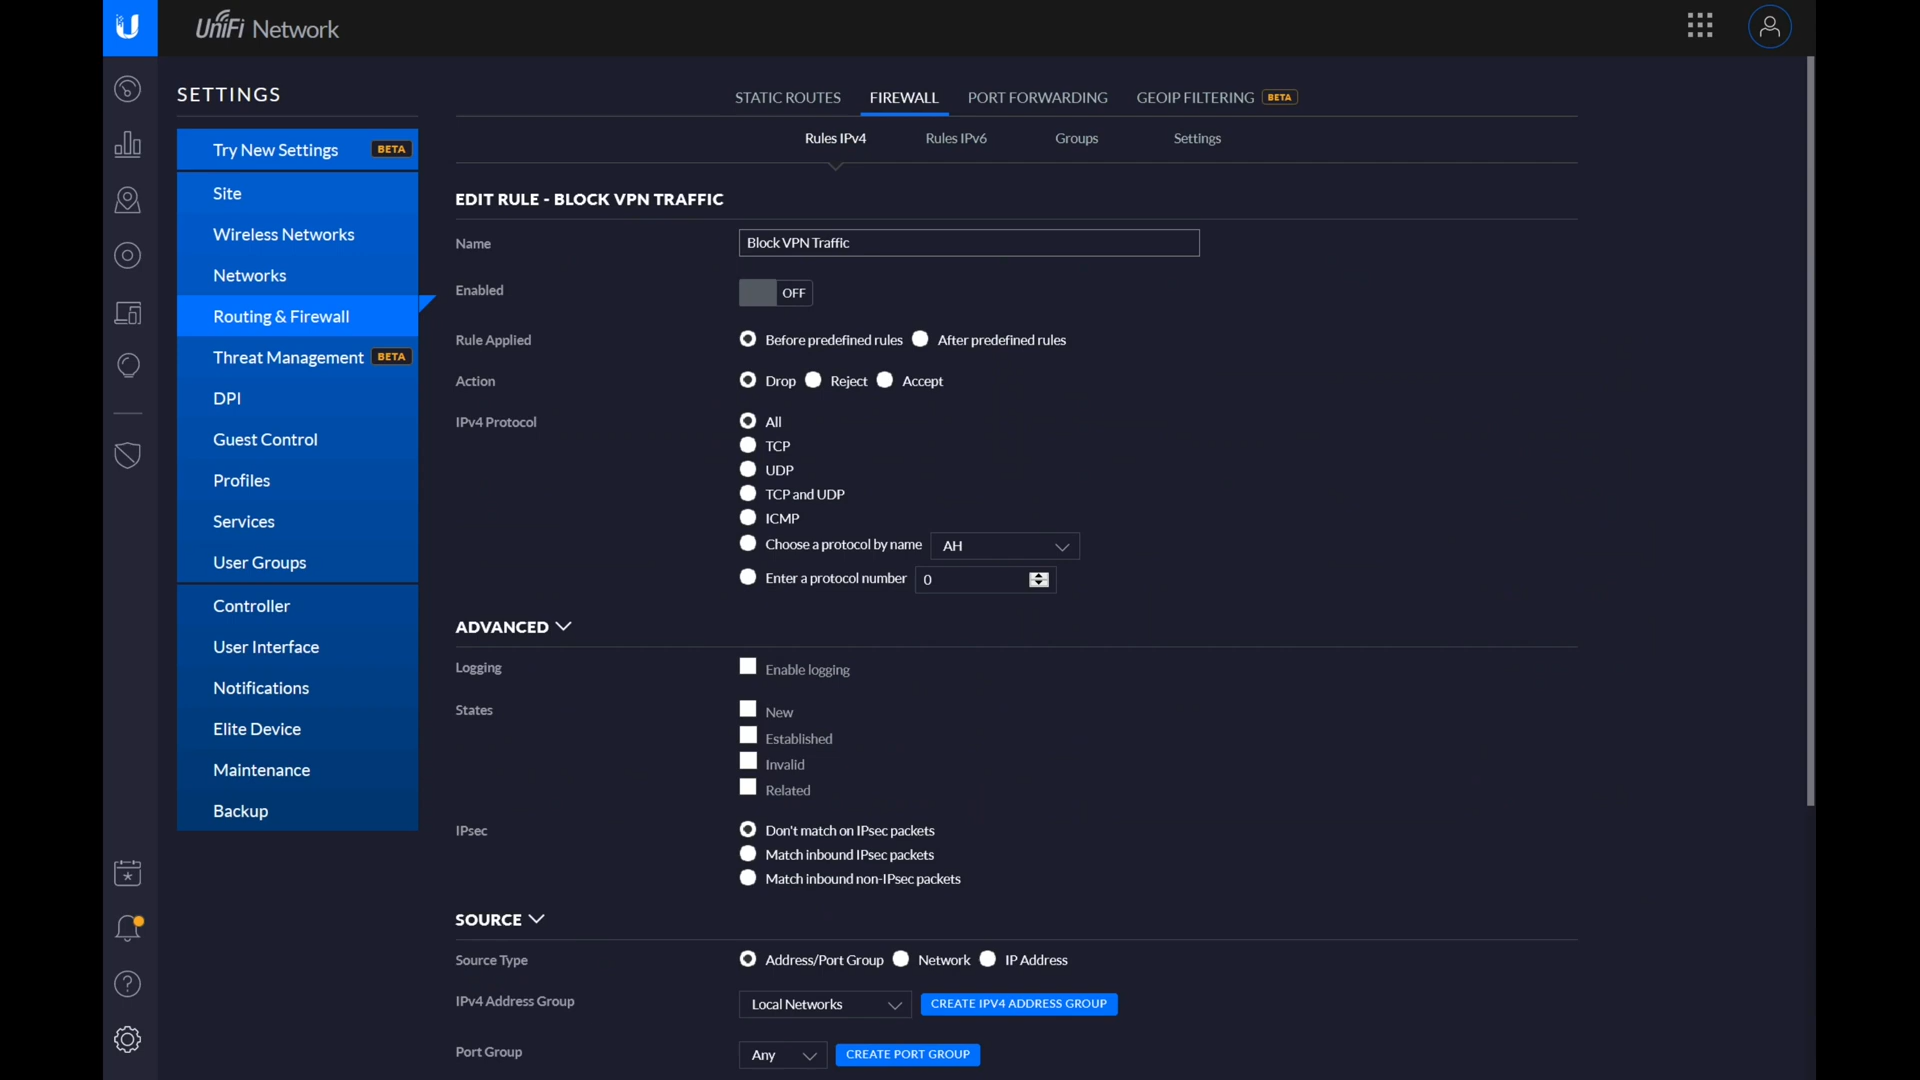 UniFi Network
SETTINGS
Try New Settings BETA
Site
Wireless Networks
Networks
Routing & Firewall
Threat Management BETA
DPI
Guest Control
Profiles
Services
User Groups
Controller
User Interface
Notifications
Elite Device
Maintenance
Backup
STATIC ROUTES FIREWALL PORT FORWARDING GEOIP FILTERING BETA
Rules IPv4 Rules IPv6 Groups Settings
EDIT RULE - BLOCK VPN TRAFFIC
Name Block VPN Traffic
Enabled OFF
Rule Applied Before predefined rules After predefined rules
Action Drop Reject Accept
IPv4 Protocol All
TCP
UDP
TCP and UDP
ICMP
Choose a protocol by name AH
Enter a protocol number 0
ADVANCED
Logging Enable logging
States New
Established
Invalid
Related
IPsec Don't match on IPsec packets
Match inbound IPsec packets
Match inbound non-IPsec packets
SOURCE
Source Type Address/Port Group Network IP Address
IPv4 Address Group Local Networks CREATE IPV4 ADDRESS GROUP
Port Group Any CREATE PORT GROUP